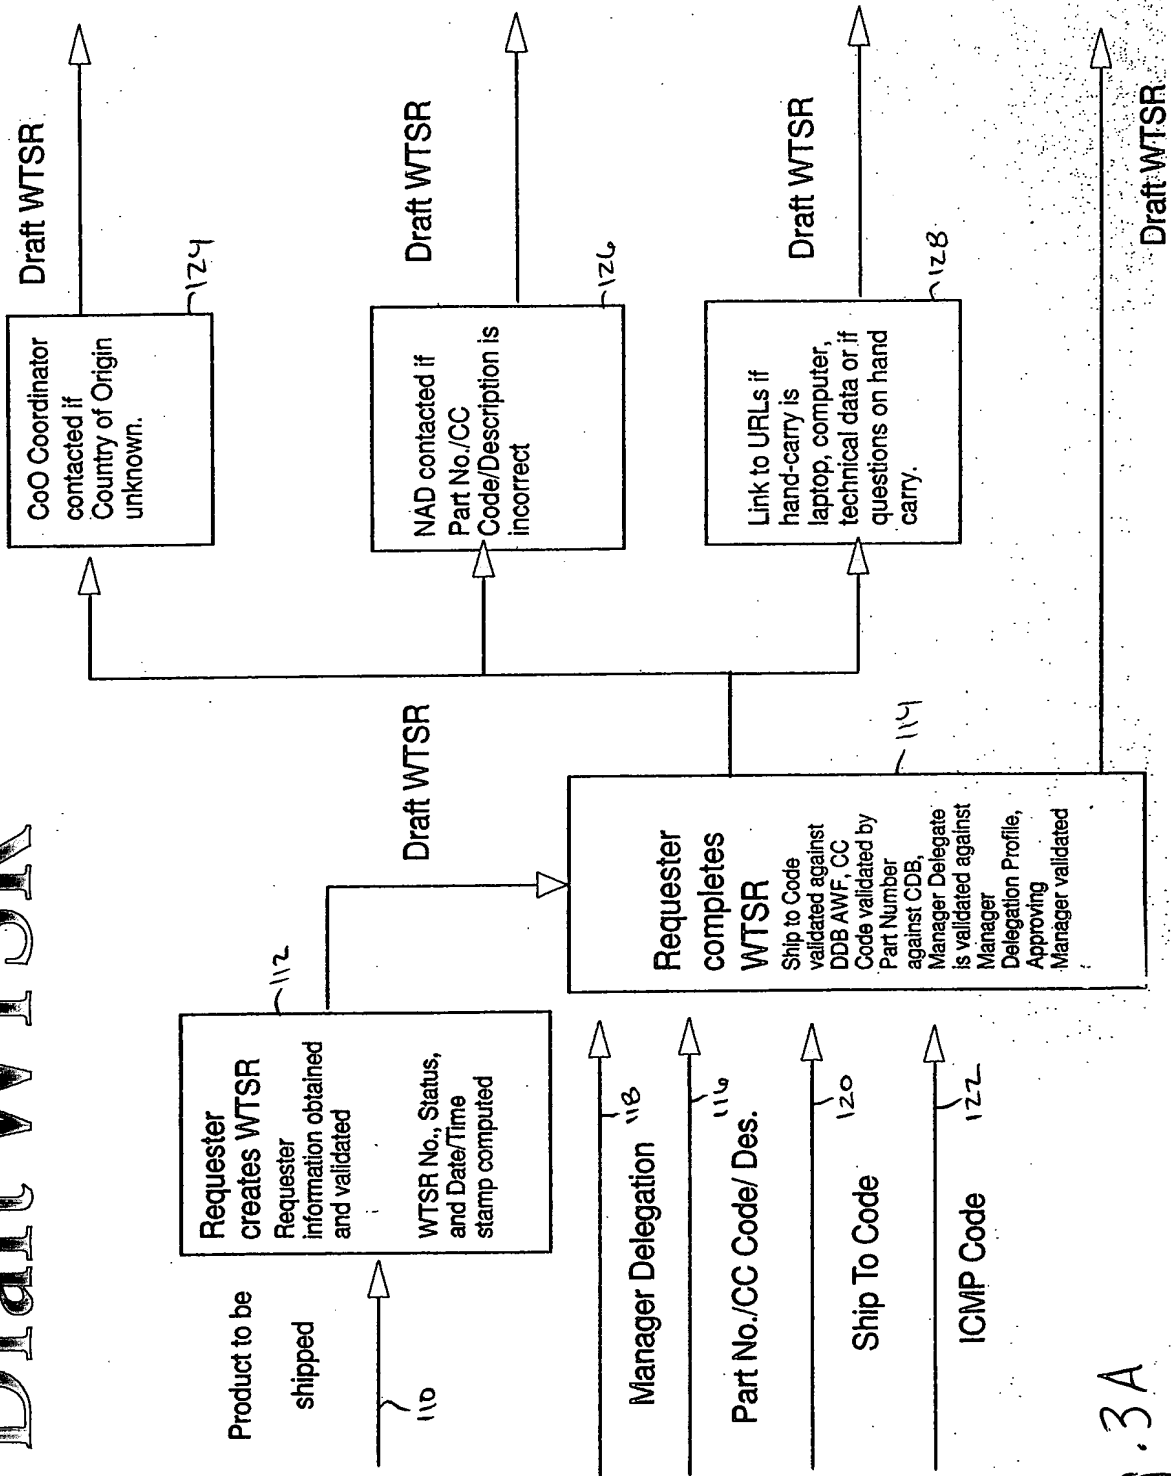 Draft WTSR
Product to be
shipped
110
Requester
creates WTSR
Requester
information obtained
and validated
WTSR No., Status,
and Date/Time
stamp computed
112
Draft WTSR
Manager Delegation
118
Part No./CC Code/ Des.
116
Ship To Code
120
ICMP Code
122
Requester
completes
WTSR
Ship to Code
validated against
DDB AWF, CC
Code validated by
Part Number
against CDB,
Manager Delegate
is validated against
Manager
Delegation Profile,
Approving
Manager validated
114
CoO Coordinator
contacted if
Country of Origin
unknown.
124
Draft WTSR
NAD contacted if
Part No./CC
Code/Description is
incorrect
126
Draft WTSR
Link to URLs if
hand-carry is
laptop, computer,
technical data or if
questions on hand
carry.
128
Draft WTSR
Draft WTSR
. 3A